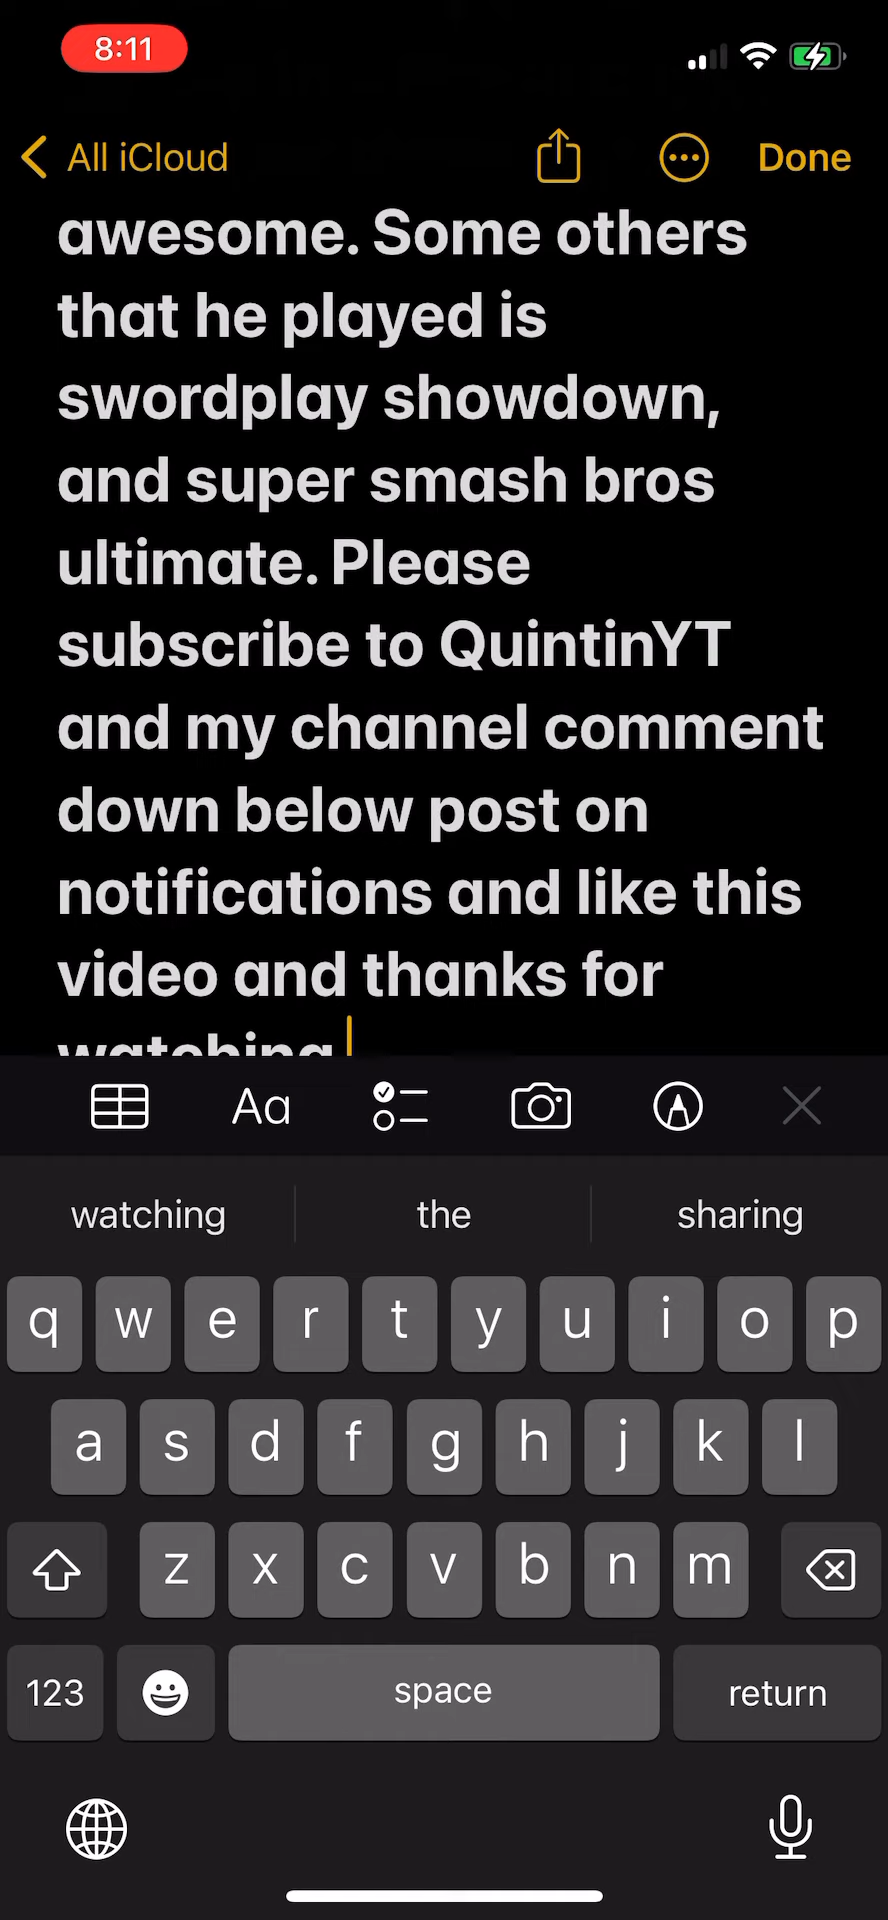 8:11
All iCloud
Done
awesome. Some others
that he played is
swordplay showdown,
and super smash bros
ultimate. Please
subscribe to QuintinYT
and my channel comment
down below post on
notifications and like this
video and thanks for
watching
Aa
watching the sharing
q w e r t y u i o p
a s d f g h j k l
z x c v b n m
123 space return